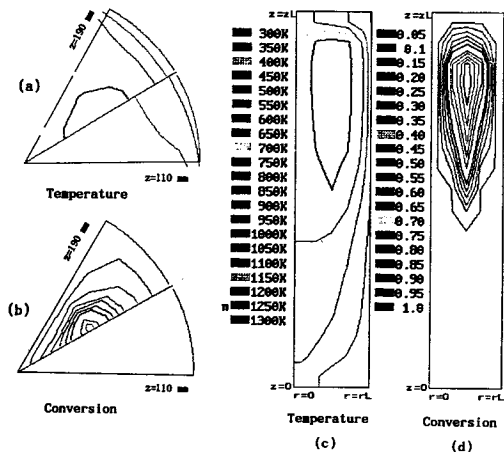 z=190 mm
(a)
z=110 mm
Temperature
z=190 mm
(b)
z=110 mm
Conversion
z=zL
300K
350K
400K
450K
500K
550K
600K
650K
700K
750K
800K
850K
900K
950K
1000K
1050K
1100K
1150K
1200K
1250K
1300K
z=0
r=0 r=rL
Temperature
(c)
z=zL
0.05
0.1
0.15
0.20
0.25
0.30
0.35
0.40
0.45
0.50
0.55
0.60
0.65
0.70
0.75
0.80
0.85
0.90
0.95
1.0
z=0
r=0 r=rL
Conversion
(d)